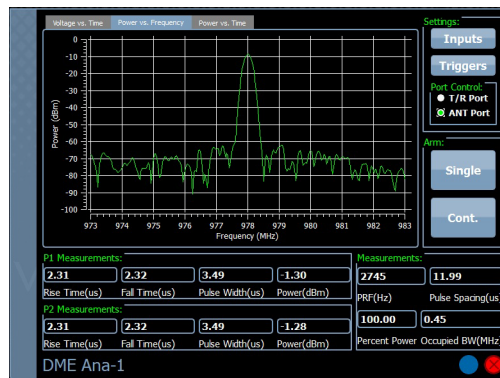 Voltage vs. Time Power vs. Frequency Power vs. Time
Settings:
Inputs
Triggers
Port Control:
T/R Port
ANT Port
Arm:
Single
Cont.
Power (dBm)
0
-10
-20
-30
-40
-50
-60
-70
-80
-90
-100
973 974 975 976 977 978 979 980 981 982 983
Frequency (MHz)
P1 Measurements:
2.31 2.32 3.49 -1.30
Rise Time(us) Fall Time(us) Pulse Width(us) Power(dBm)
P2 Measurements:
2.31 2.32 3.49 -1.28
Rise Time(us) Fall Time(us) Pulse Width(us) Power(dBm)
Measurements:
2745 11.99
PRF(Hz) Pulse Spacing(us
100.00 0.45
Percent Power Occupied BW(MHz)
DME Ana-1